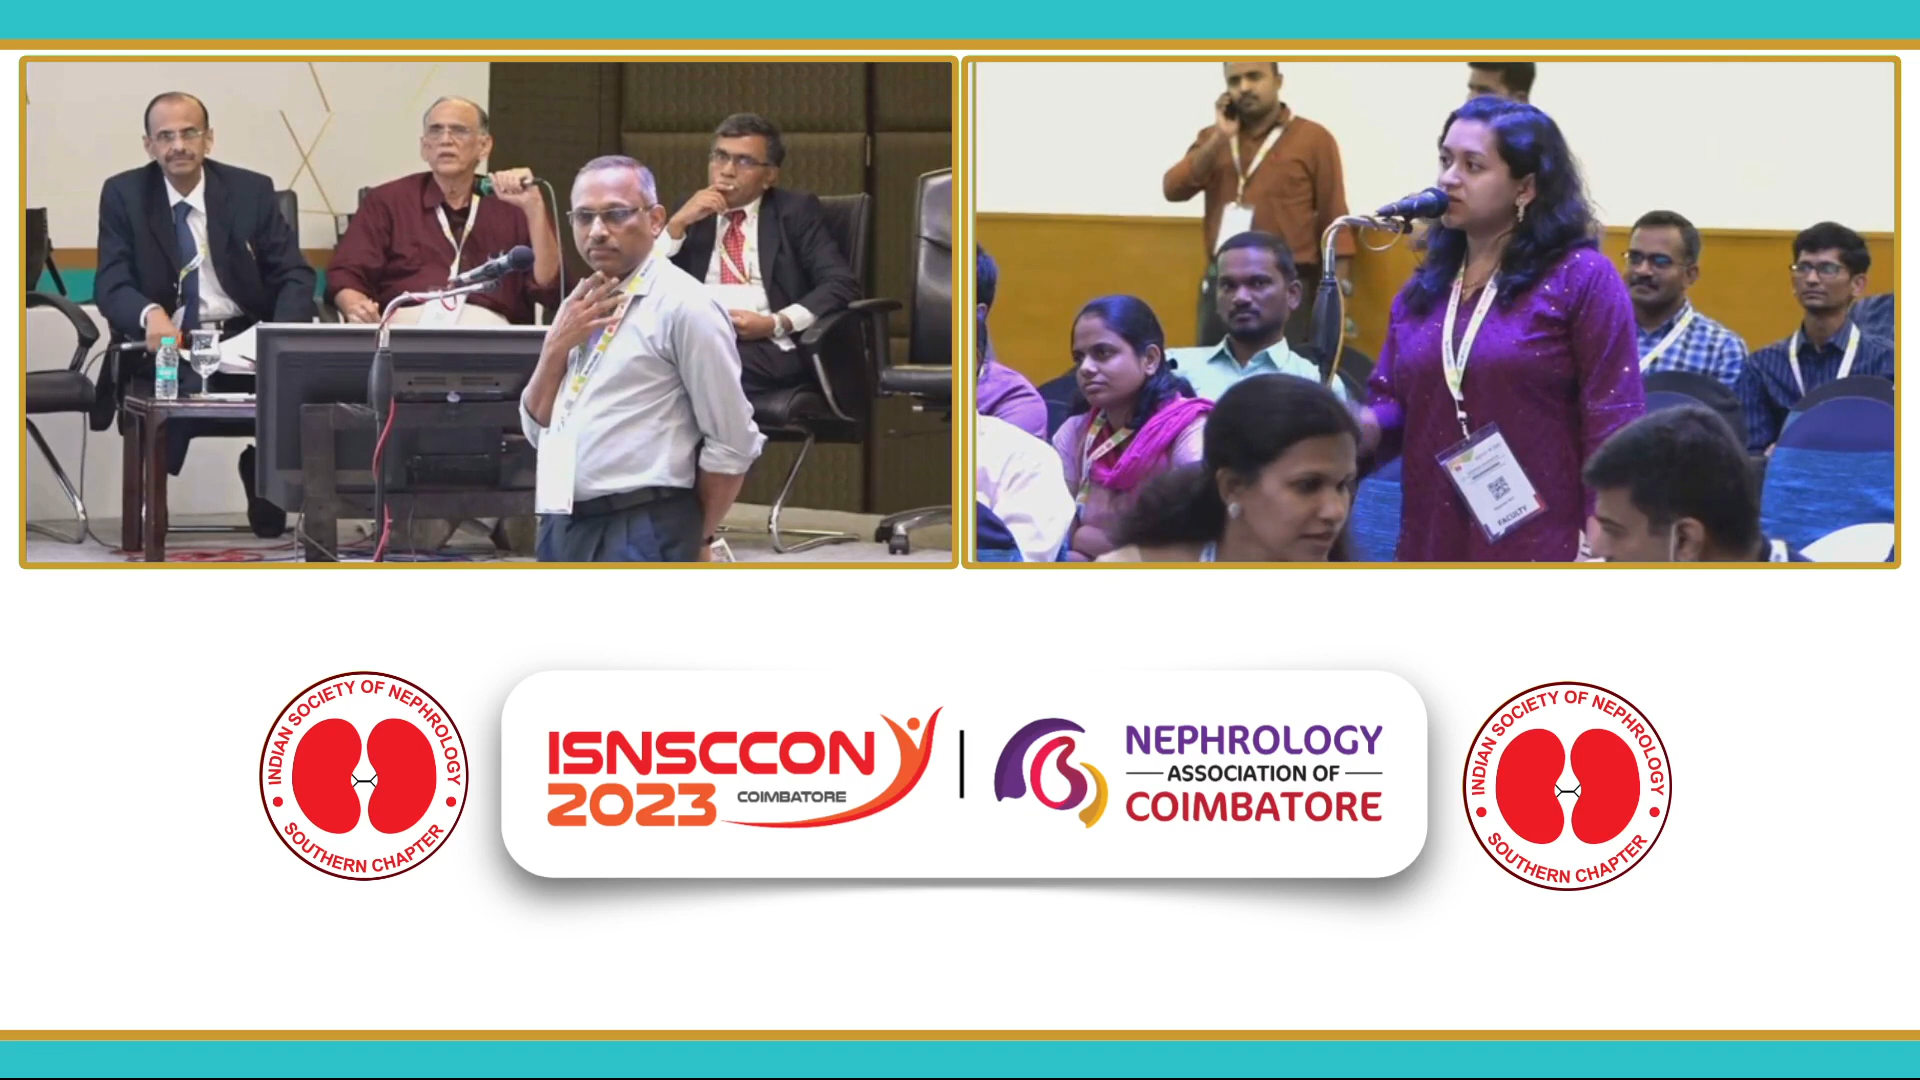 FACULTY
INDIAN SOCIETY OF NEPHROLOGY
SOUTHERN CHAPTER
ISNSCCON
2023 COIMBATORE
NEPHROLOGY
ASSOCIATION OF
COIMBATORE
INDIAN SOCIETY OF NEPHROLOGY
SOUTHERN CHAPTER